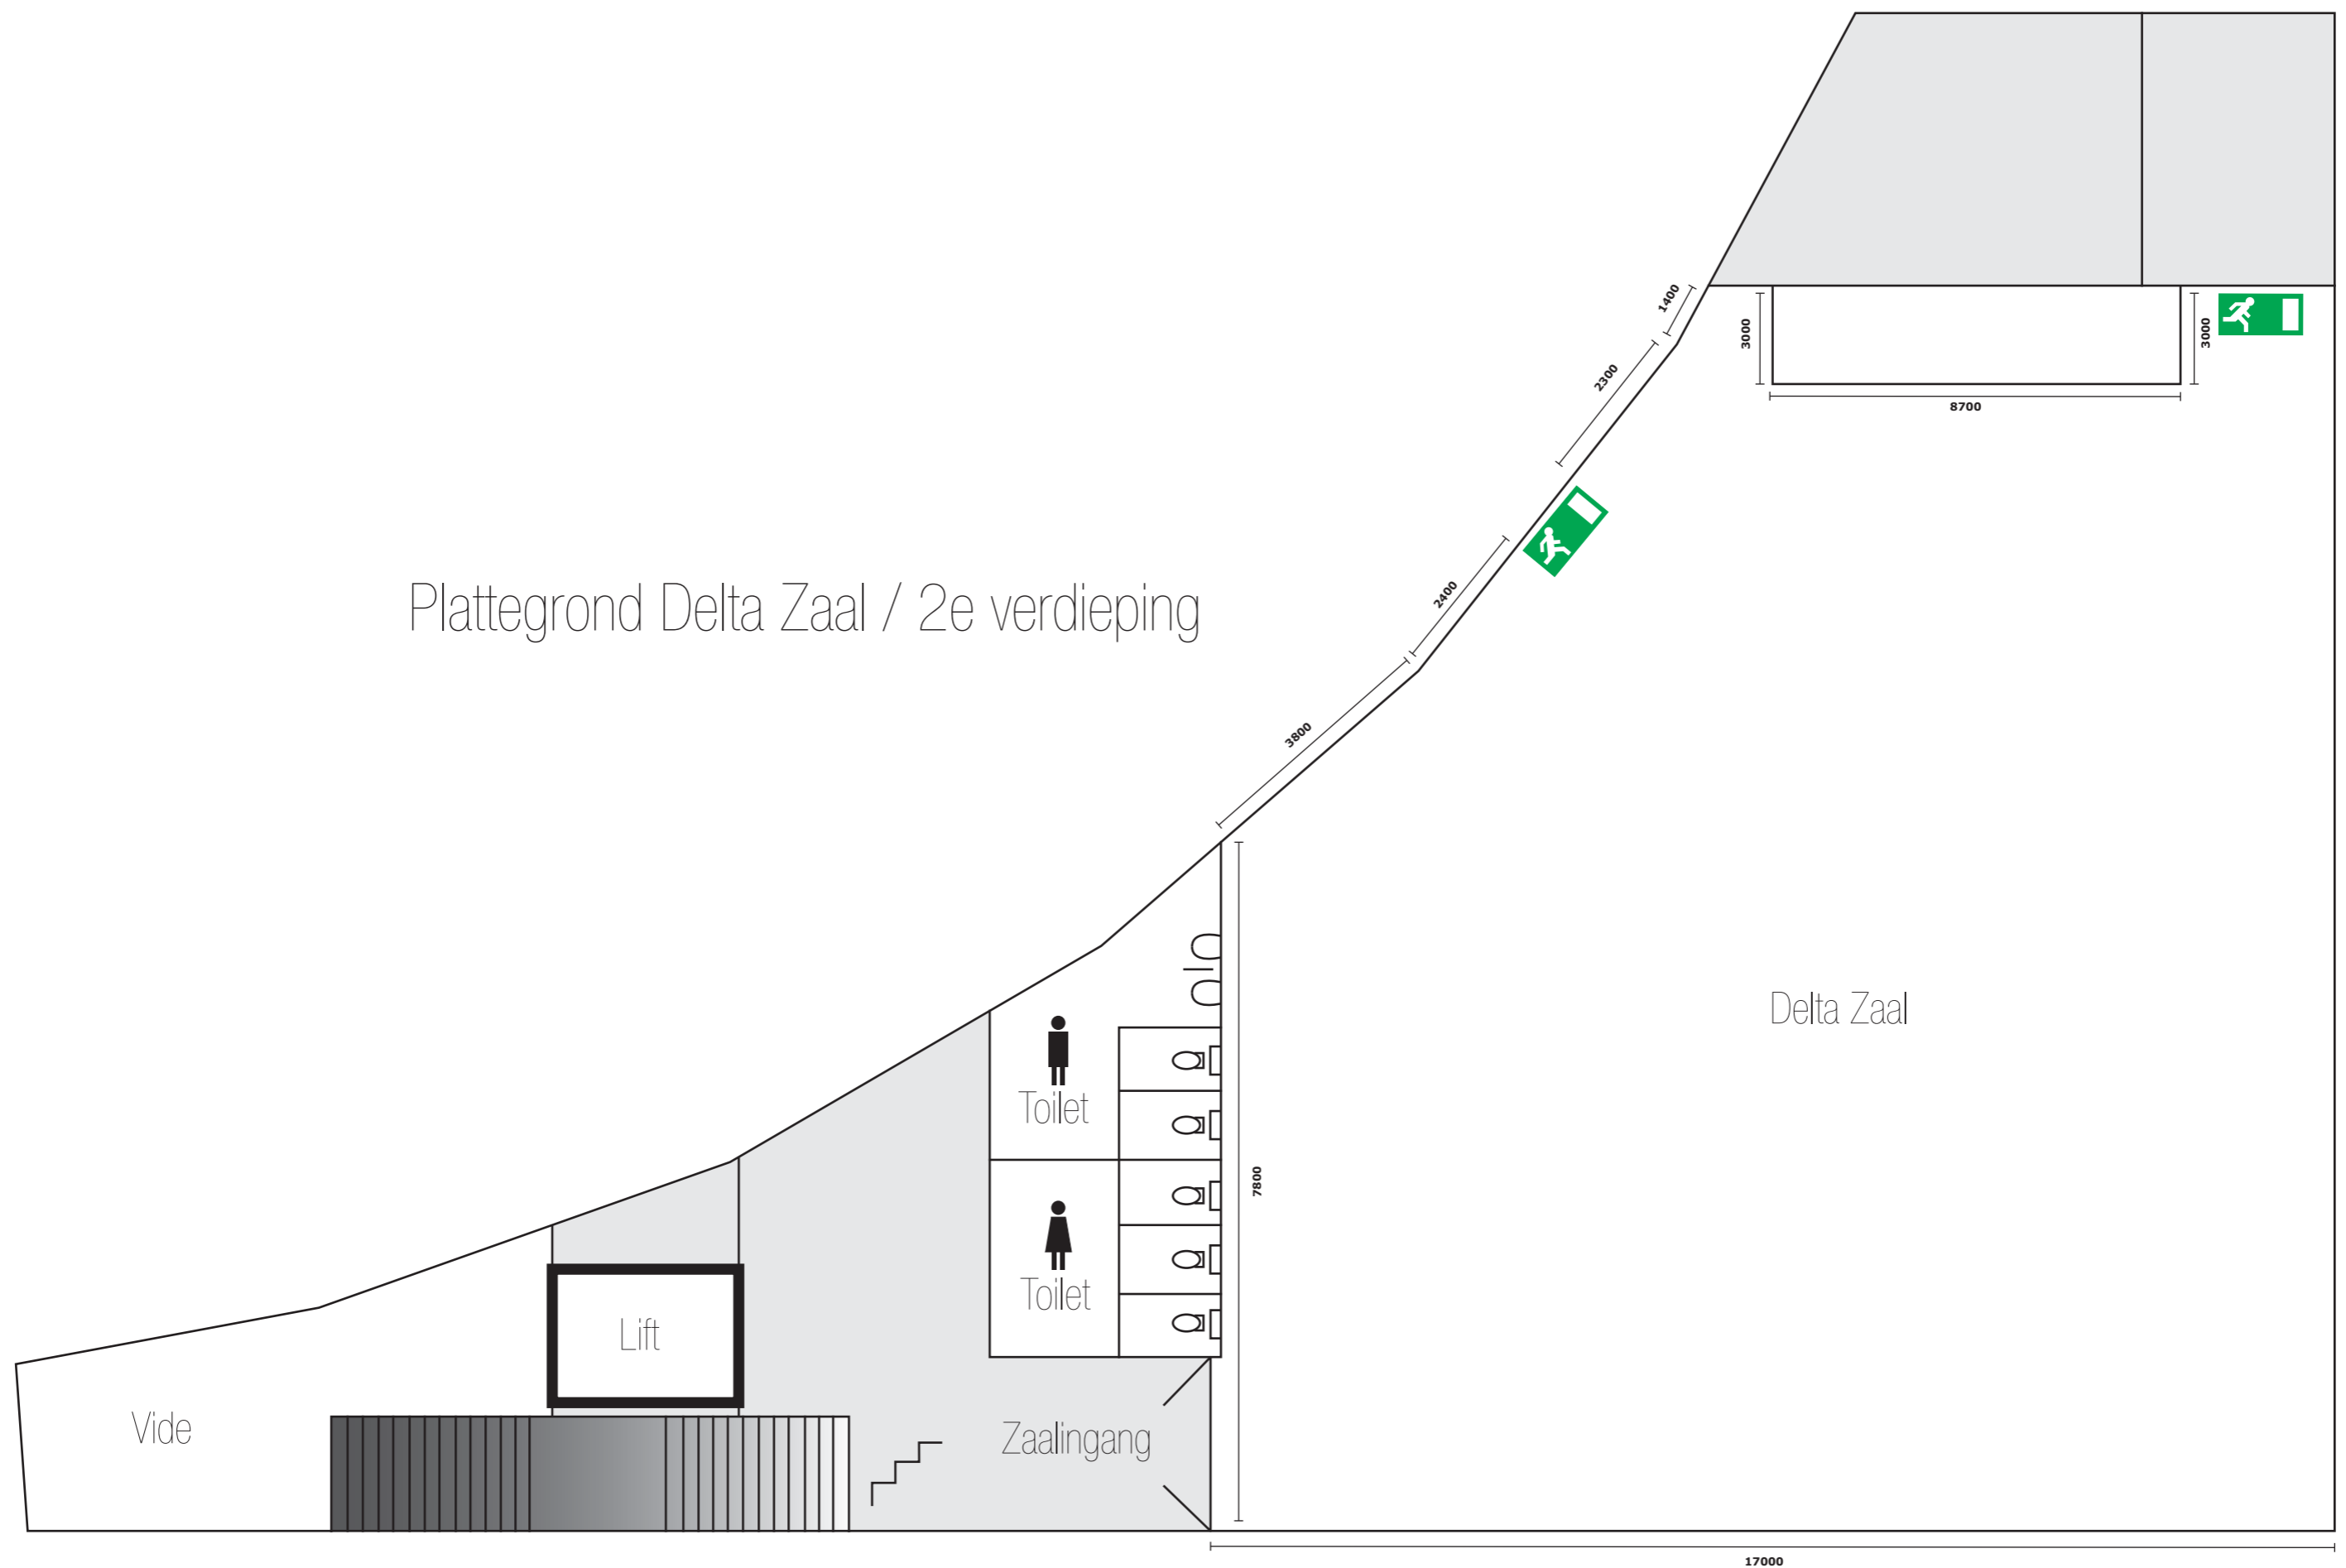 1400
3000
3000
2300
8700
Plattegrond Delta Zaal / 2e verdieping
2400
3800
Delta Zaal
Toilet
7800
Toilet
Lift
Vide
Zaalingang
17000